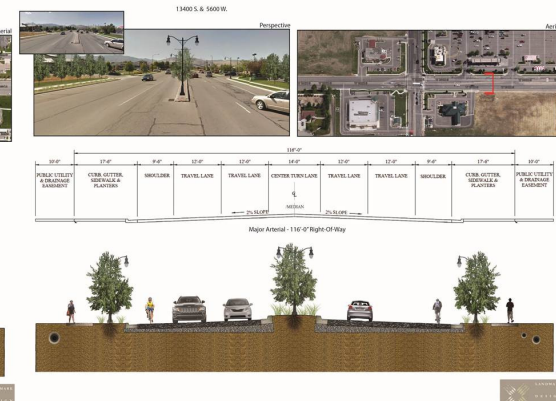 13400 S. & 5600 W.
erial
Perspective
Aeri
116'-0"
10'-0" 17'-6" 9'-6" 12'-0" 12'-0" 14'-0" 12'-0" 12'-0" 9'-6" 17'-6" 10'-0"
PUBLIC UTILITY & DRAINAGE EASEMENT
CURB, GUTTER, SIDEWALK & PLANTERS
SHOULDER
TRAVEL LANE
TRAVEL LANE
CENTER TURN LANE
TRAVEL LANE
TRAVEL LANE
SHOULDER
CURB, GUTTER, SIDEWALK & PLANTERS
PUBLIC UTILITY & DRAINAGE EASEMENT
MEDIAN
2% SLOPE
2% SLOPE
Major Arterial - 116'-0" Right-Of-Way